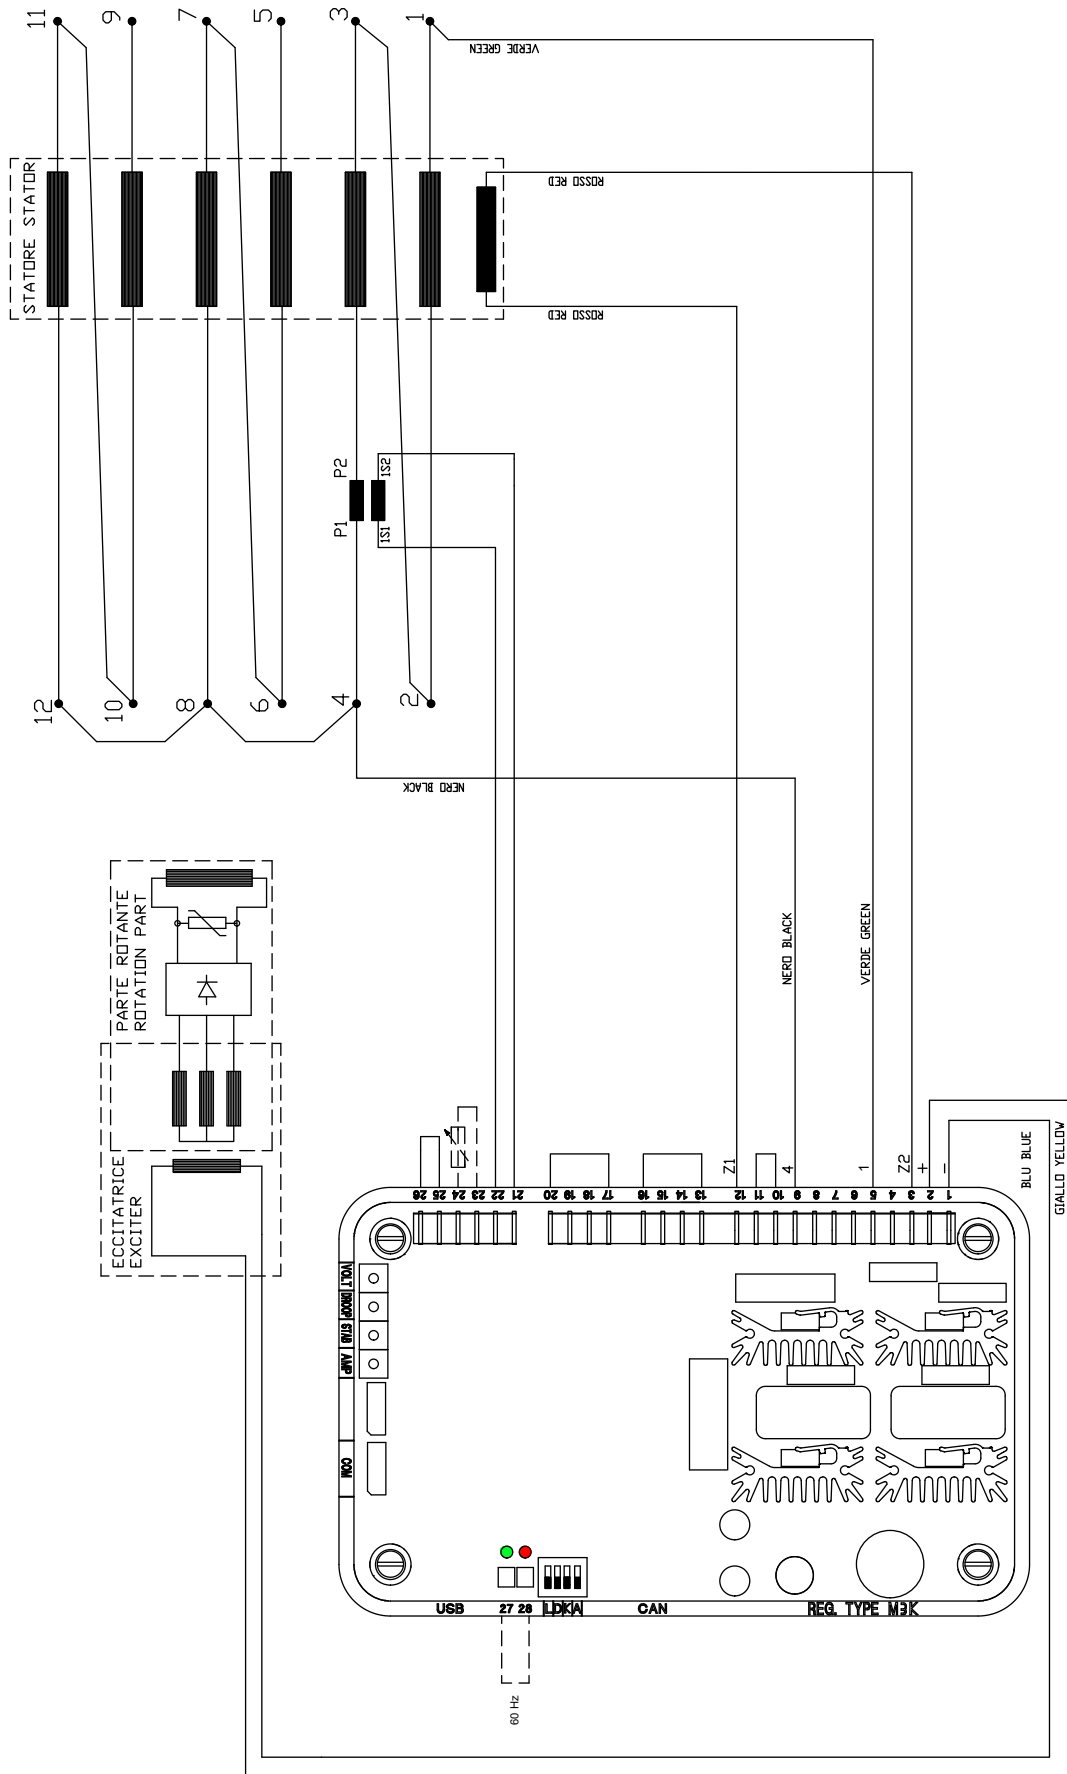 11
9
7
5
3
1
VERDE GREEN
STATORE STATOR
ROSSO RED
ROSSO RED
P1
P2
1S1
1S2
12
10
8
6
4
2
NERO BLACK
PARTE ROTANTE
ROTATION PART
ECCITATRICE
EXCITER
NERO BLACK
VERDE GREEN
Z1
4
1
Z2
+
-
BLU BLUE
GIALLO YELLOW
26
25
24
23
22
21
20
19
18
17
16
15
14
13
12
11
10
9
8
7
6
5
4
3
2
1
VOLT
DROOP
STAB
AMP
COM
USB
27
28
L
D
K
A
CAN
REG. TYPE M3K
60 Hz